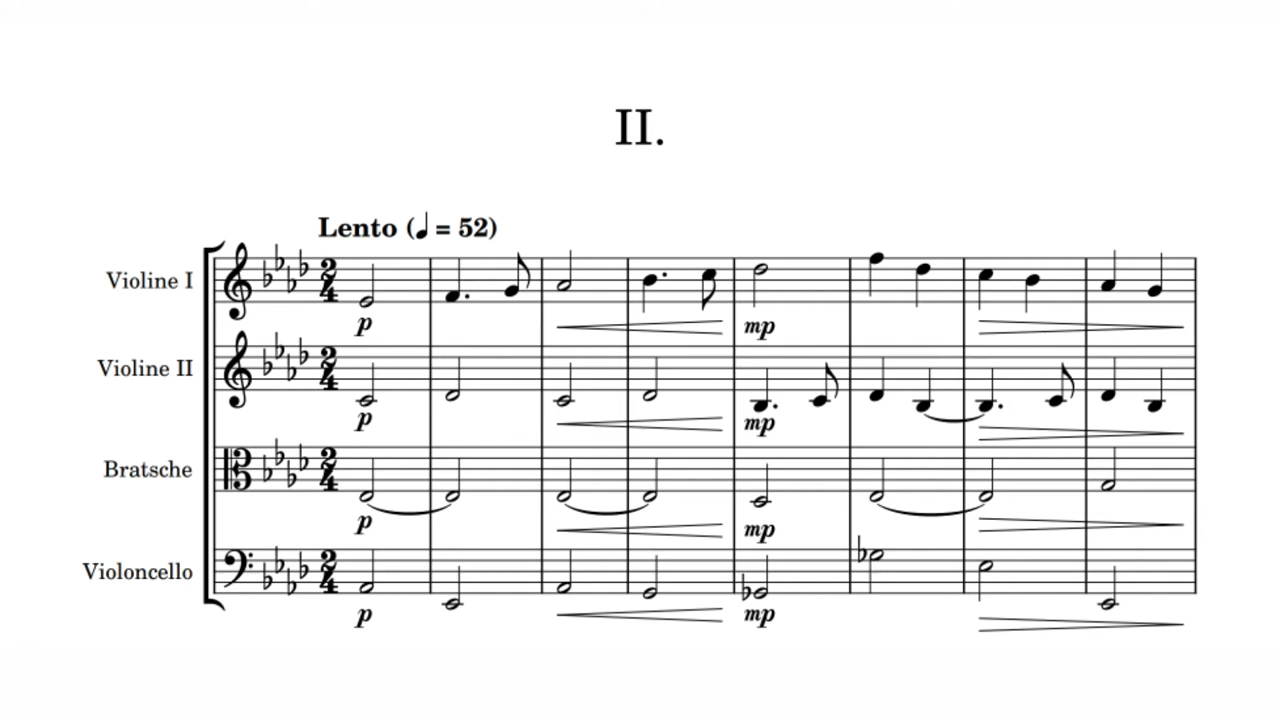 II.
Lento (♩ = 52)
Violine I
p
mp
Violine II
p
mp
Bratsche
p
mp
Violoncello
p
mp